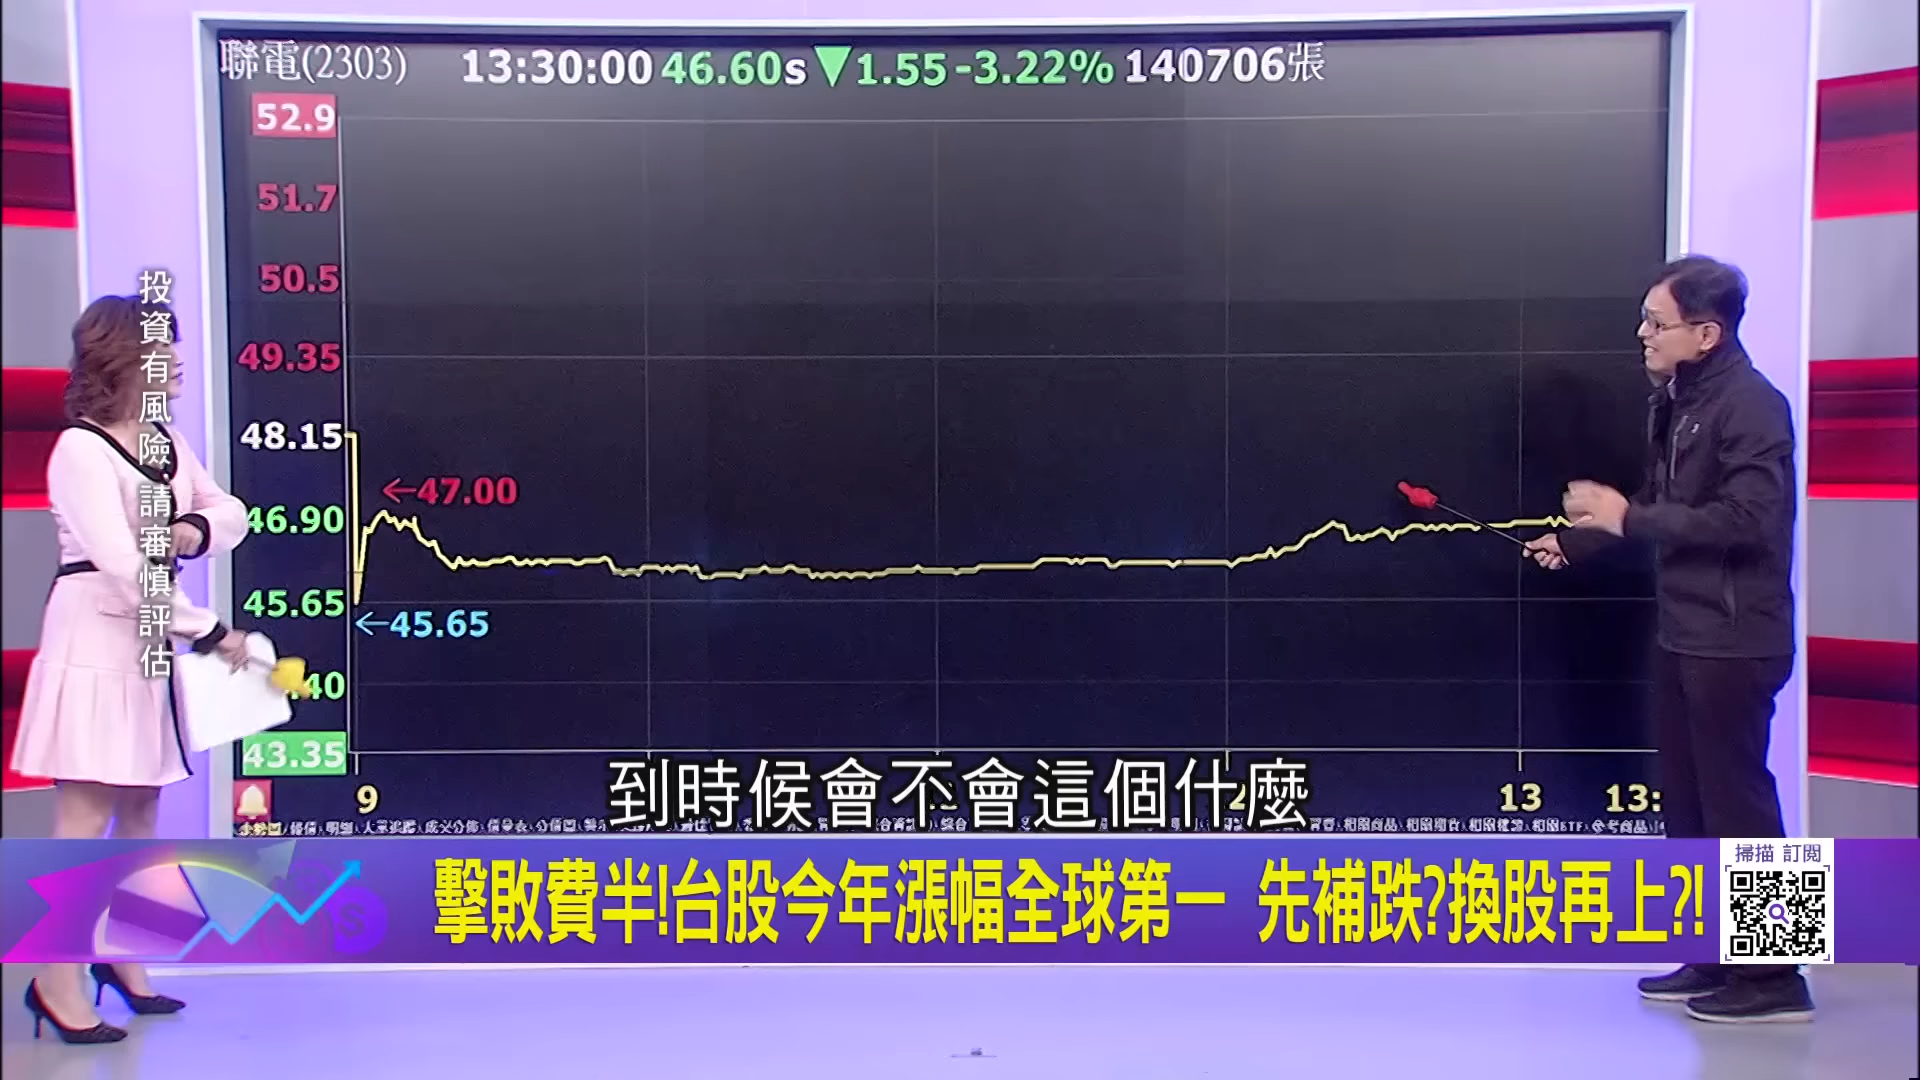 聯電(2303) 13:30:00 46.60s ▼1.55 -3.22% 140706張
52.9
51.7
50.5
49.35
48.15
46.90
45.65
.40
43.35
←47.00
←45.65
9
13
13:
投資有風險,請審慎評估
到時候會不會這個什麼
擊敗費半!台股今年漲幅全球第一 先補跌?換股再上?!
掃描 訂閱